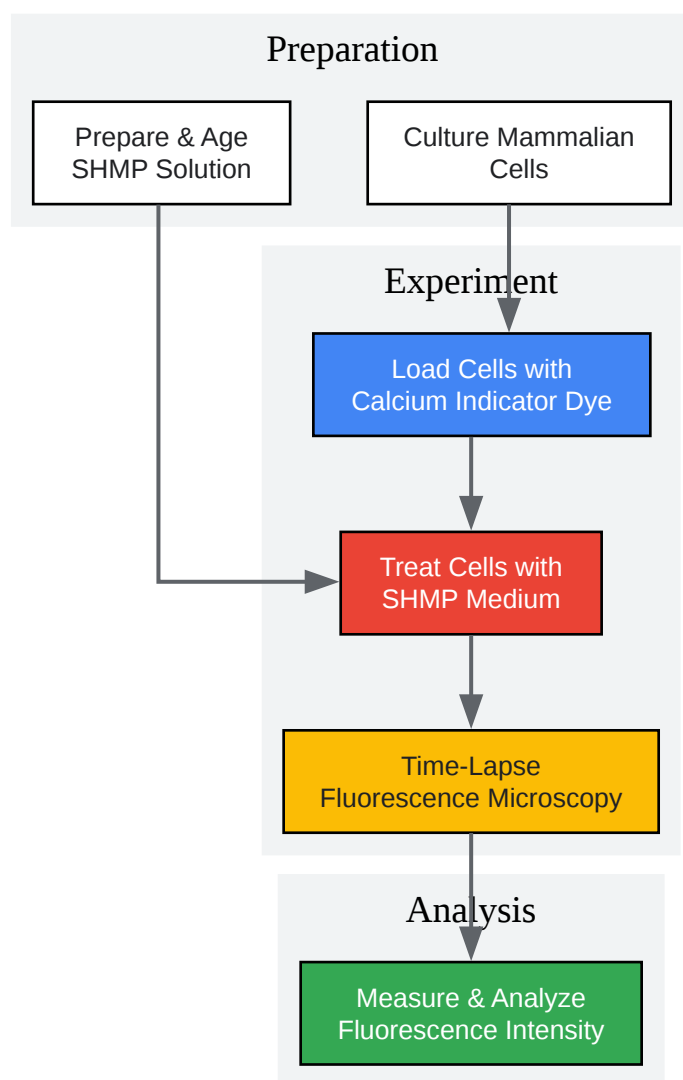 Preparation
Prepare & Age
SHMP Solution
Culture Mammalian
Cells
Experiment
Load Cells with
Calcium Indicator Dye
Treat Cells with
SHMP Medium
Time-Lapse
Fluorescence Microscopy
Analysis
Measure & Analyze
Fluorescence Intensity